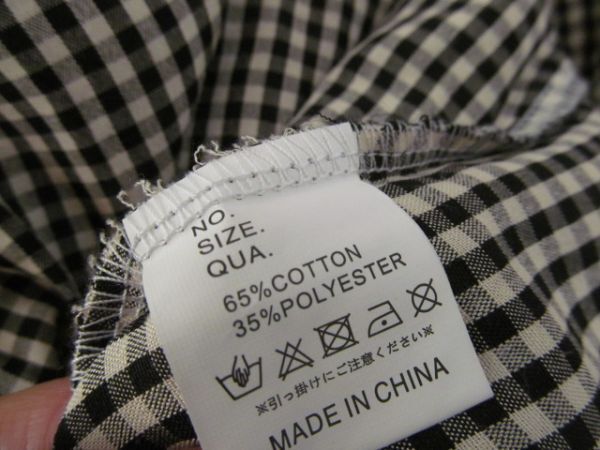 NO.
SIZE.
QUA.
65%COTTON
35%POLYESTER
※引っ掛けにご注意ください※
MADE IN CHINA